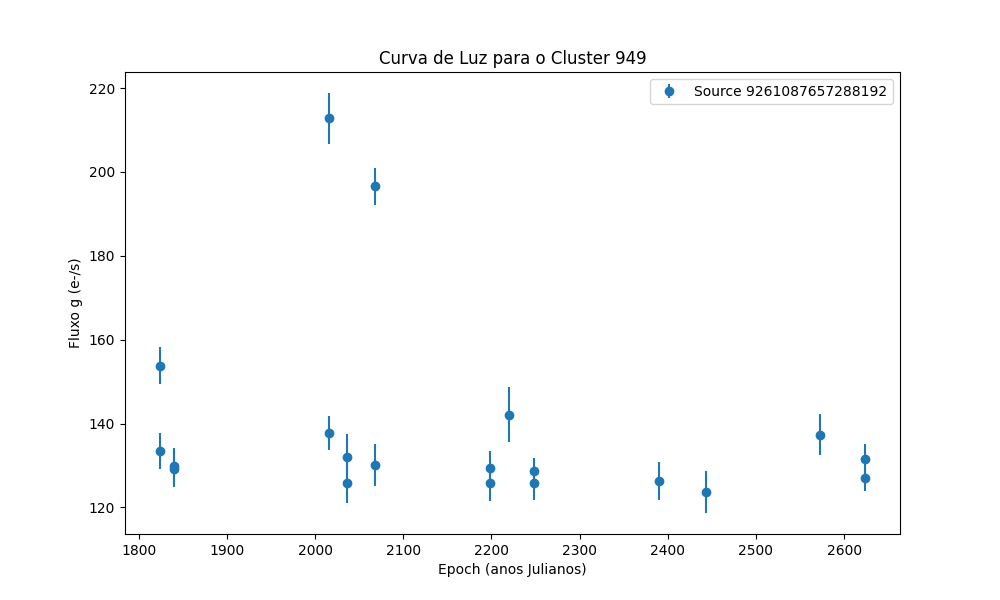 Curva de Luz para o Cluster 949
Source 9261087657288192
220
200
180
160
140
120
Fluxo g (e-/s)
1800 1900 2000 2100 2200 2300 2400 2500 2600
Epoch (anos Julianos)